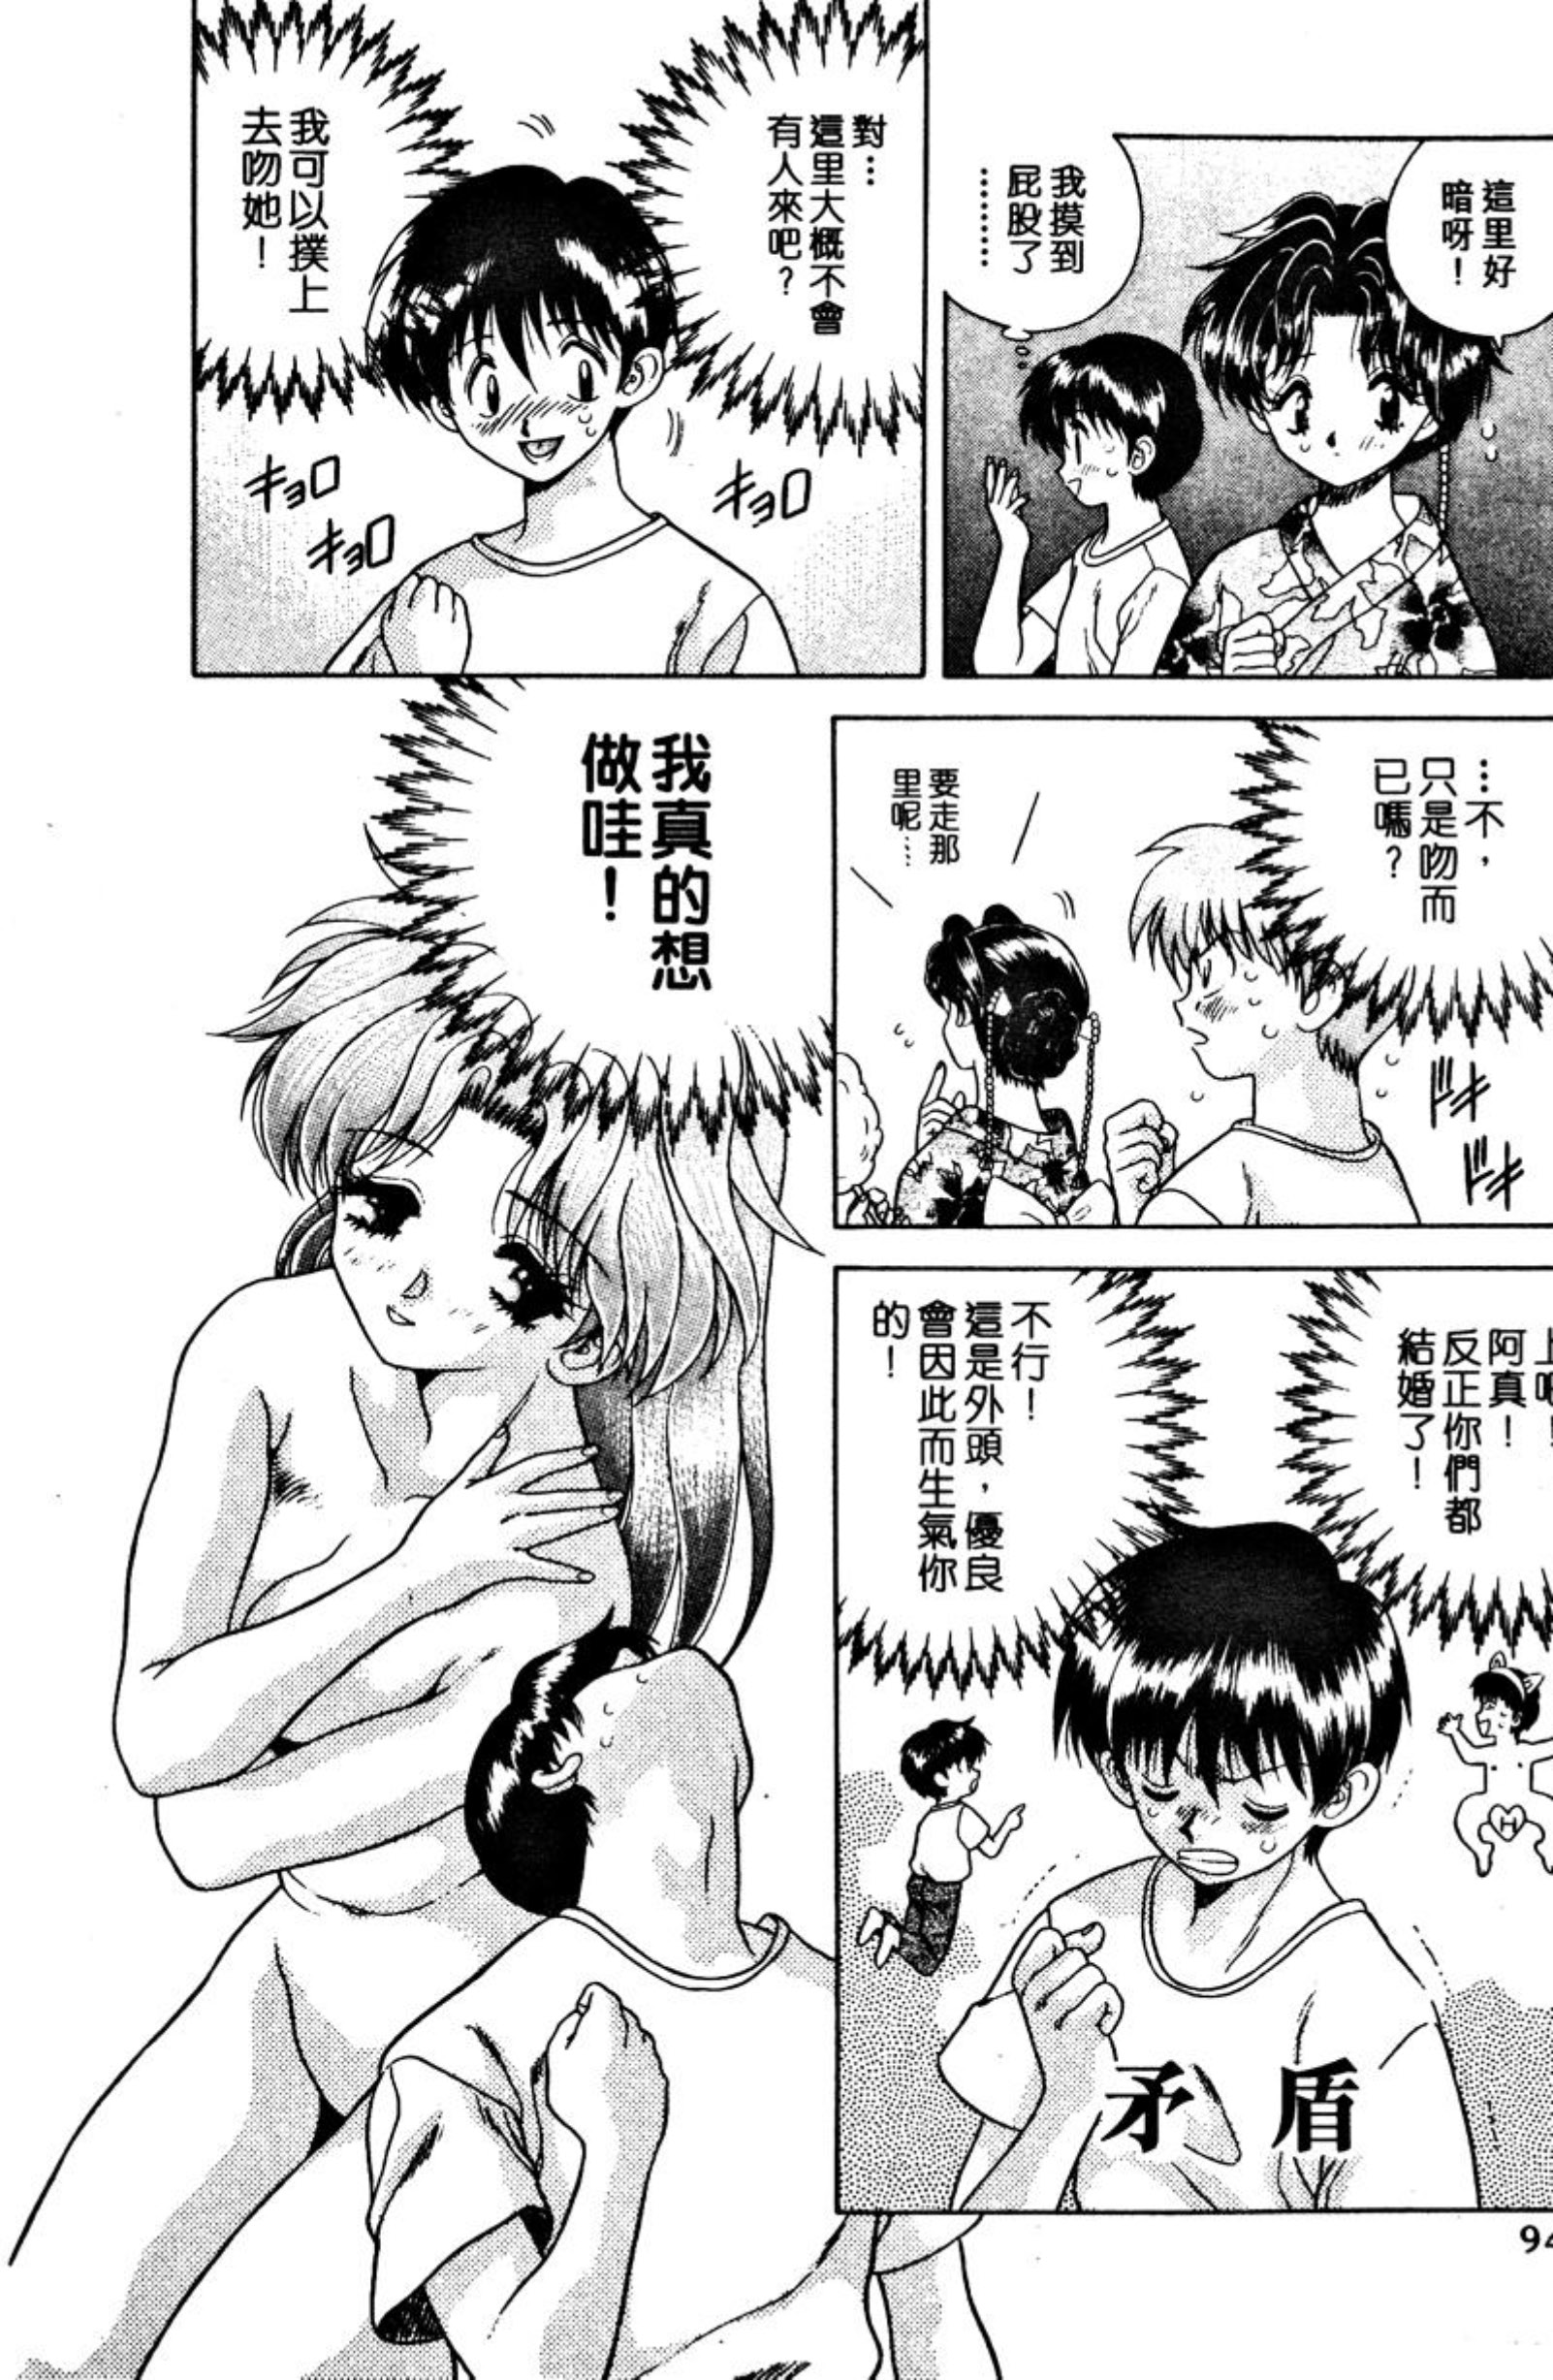 這里好
暗呀！
我摸到
屁股了
………
對…
這里大概不會
有人來吧？
我可以撲上
去吻她！
キョロ
キョロ
キョロ
…不，
只是吻而
已嗎？
要走那
里呢……
ドキ
ドキ
上吧！
阿真！
反正你們都
結婚了！
不行！
這是外頭，優良
會因此而生氣你
的！
H
矛盾
我真的想
做哇！
94